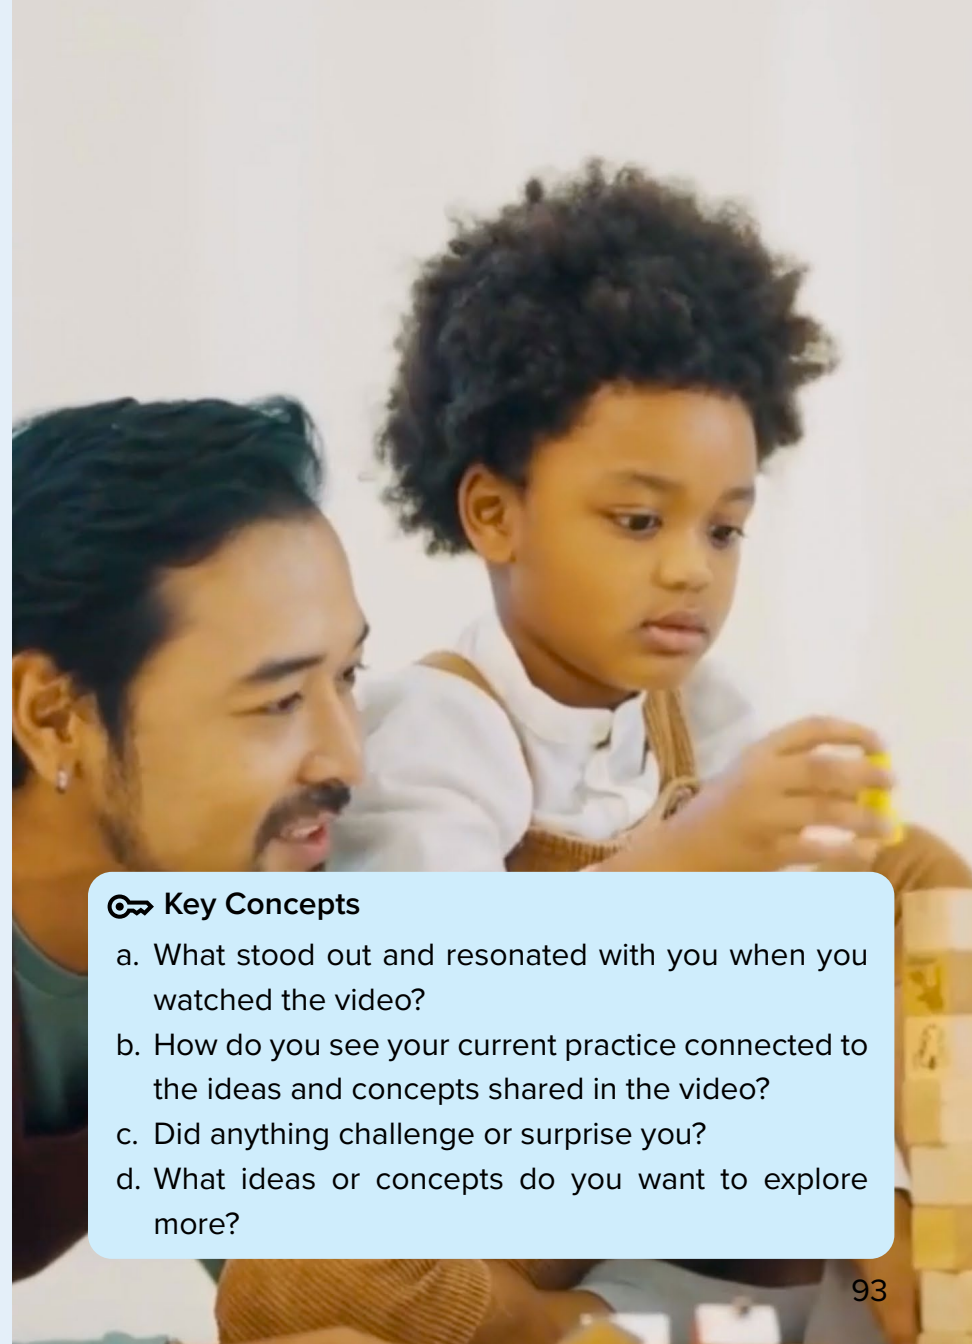 Key Concepts
a. What stood out and resonated with you when you
watched the video?
b. How do you see your current practice connected to
the ideas and concepts shared in the video?
c. Did anything challenge or surprise you?
d. What ideas or concepts do you want to explore
more?
93